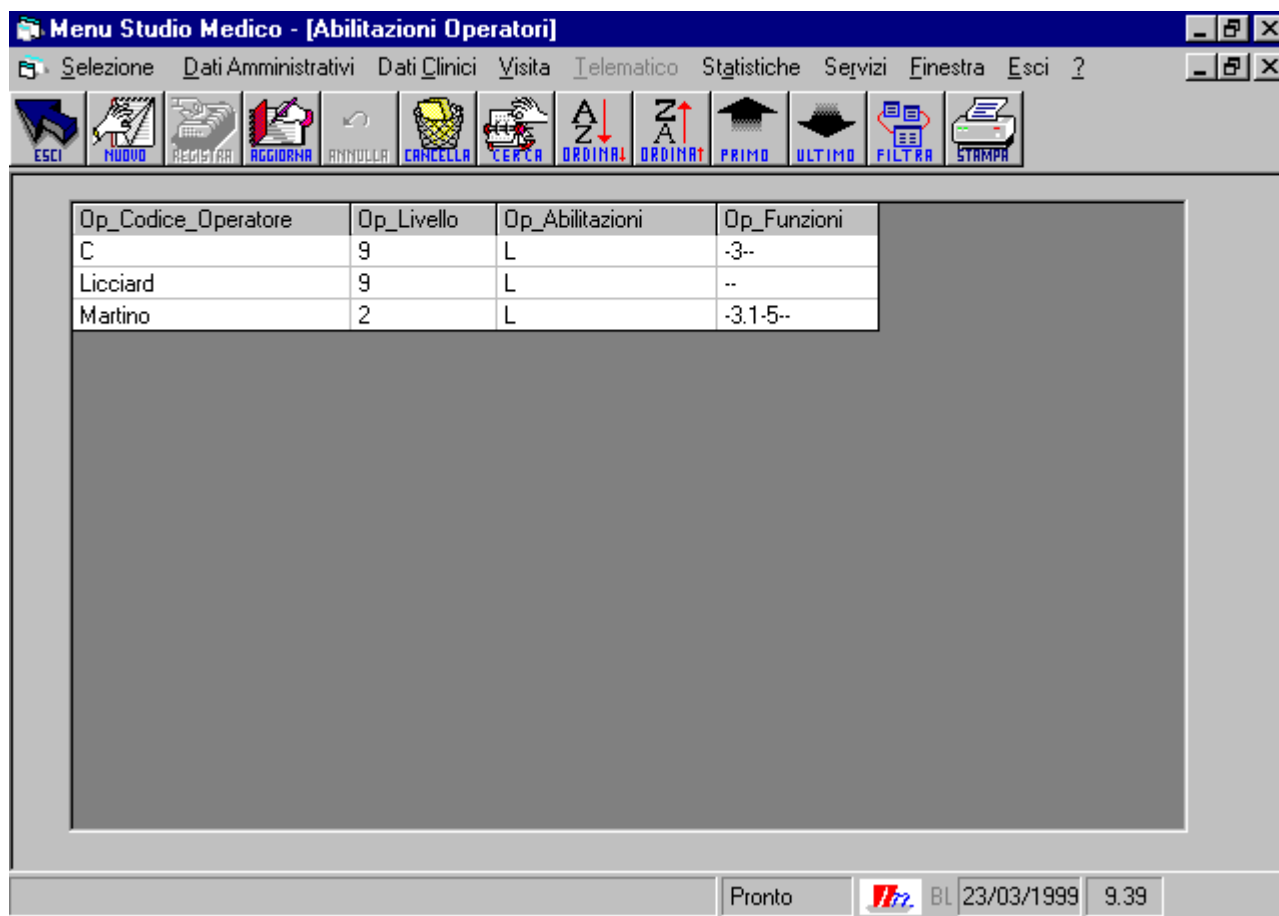 Menu Studio Medico - [Abilitazioni Operatori]
Selezione Dati Amministrativi Dati Clinici Visita Telematico Statistiche Servizi Finestra Esci ?
ESCI NUOVO REGISTRA AGGIORNA ANNULLA CANCELLA CERCA A Z ORDINA Z A ORDINA PRIMO ULTIMO FILTRA STAMPA
Op_Codice_Operatore Op_Livello Op_Abilitazioni Op_Funzioni
C 9 L -3--
Licciard 9 L --
Martino 2 L -3.1-5--
Pronto BL 23/03/1999 9.39